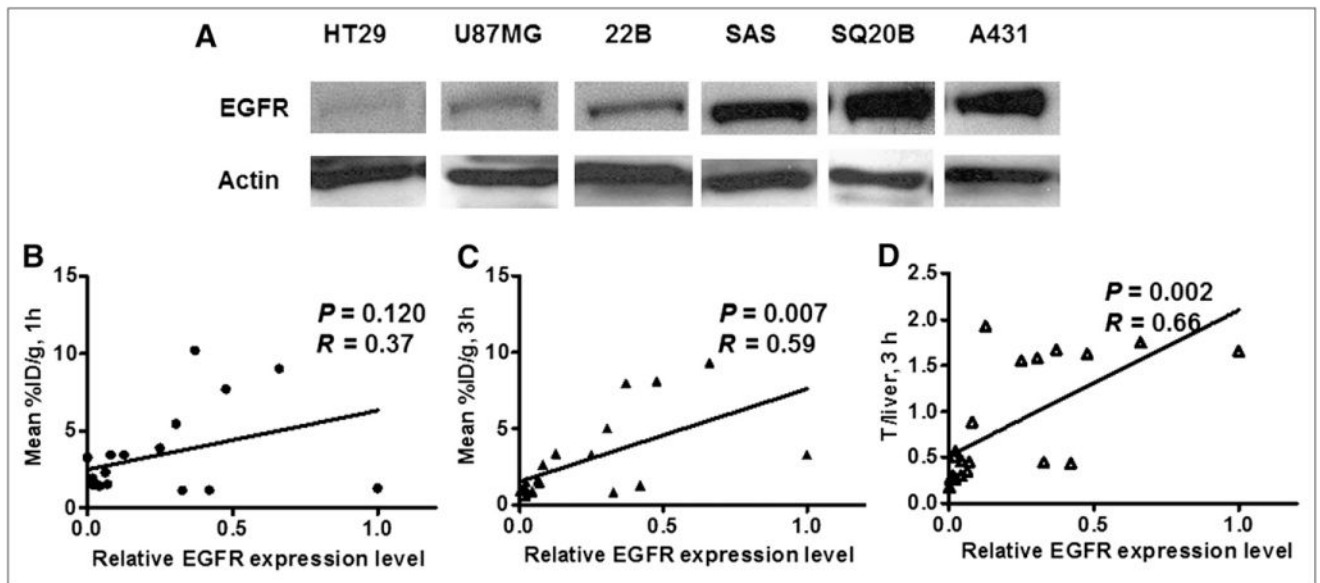 A
HT29 U87MG 22B SAS SQ20B A431
EGFR
Actin
B
Mean %ID/g, 1h
15
10
5
0
P = 0.120
R = 0.37
0.0 0.5 1.0
Relative EGFR expression level
C
Mean %ID/g, 3h
15
10
5
0
P = 0.007
R = 0.59
0.0 0.5 1.0
Relative EGFR expression level
D
T/liver, 3 h
2.5
2.0
1.5
1.0
0.5
0.0
P = 0.002
R = 0.66
0.0 0.5 1.0
Relative EGFR expression level